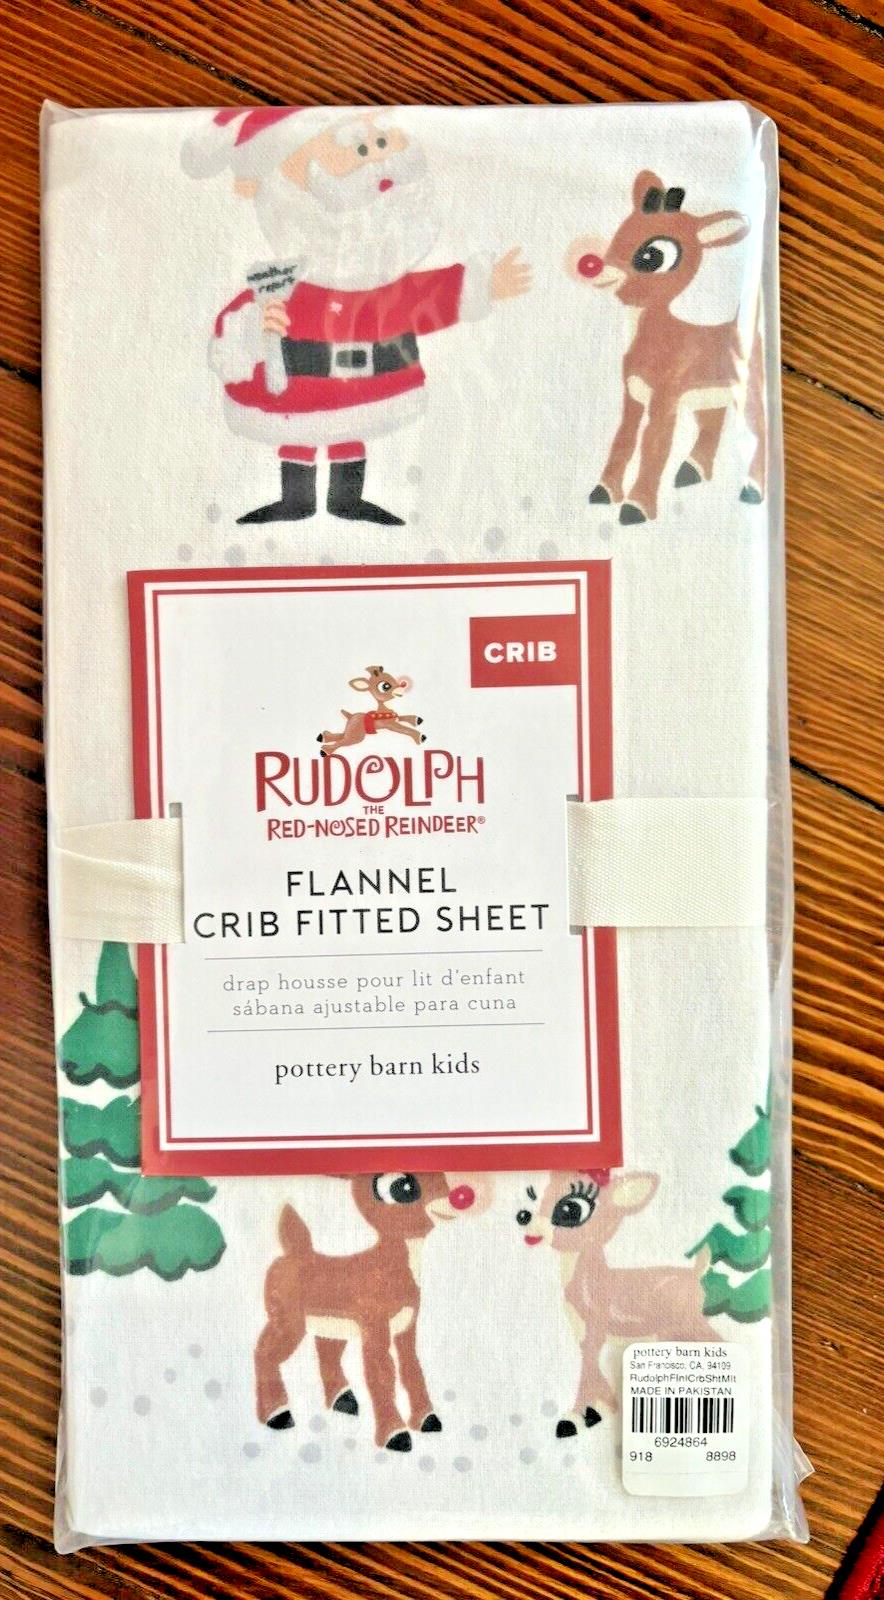 weather
report
CRIB
RUDOLPH
THE
RED-NOSED REINDEER®
FLANNEL
CRIB FITTED SHEET
drap housse pour lit d'enfant
sábana ajustable para cuna
pottery barn kids
pottery barn kids
San Francisco, CA, 94109
RudolphFlnlCrbShtMlt
MADE IN PAKISTAN
6924864
918 8898